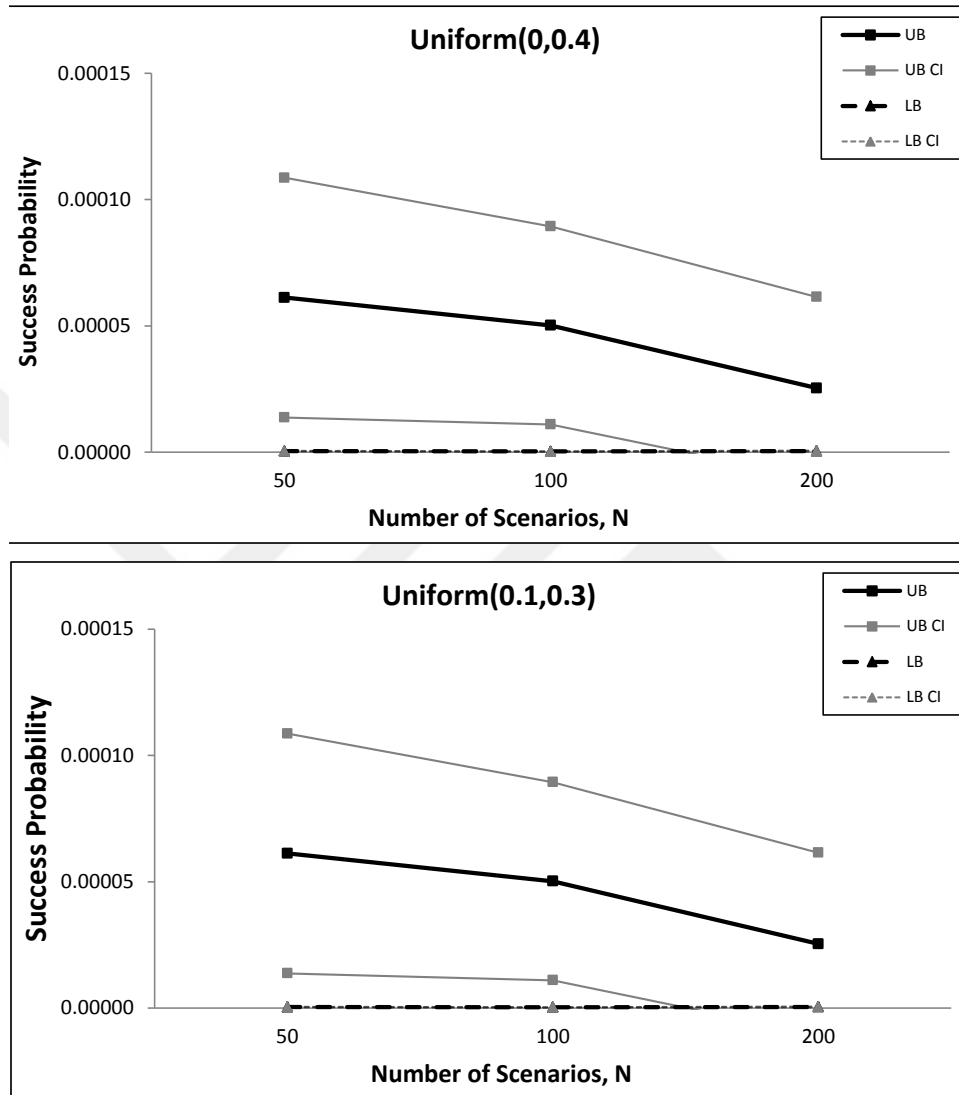 Uniform(0,0.4)
UB
UB CI
LB
LB CI
0.00015
0.00010
0.00005
0.00000
Success Probability
50 100 200
Number of Scenarios, N
Uniform(0.1,0.3)
UB
UB CI
LB
LB CI
0.00015
0.00010
0.00005
0.00000
Success Probability
50 100 200
Number of Scenarios, N